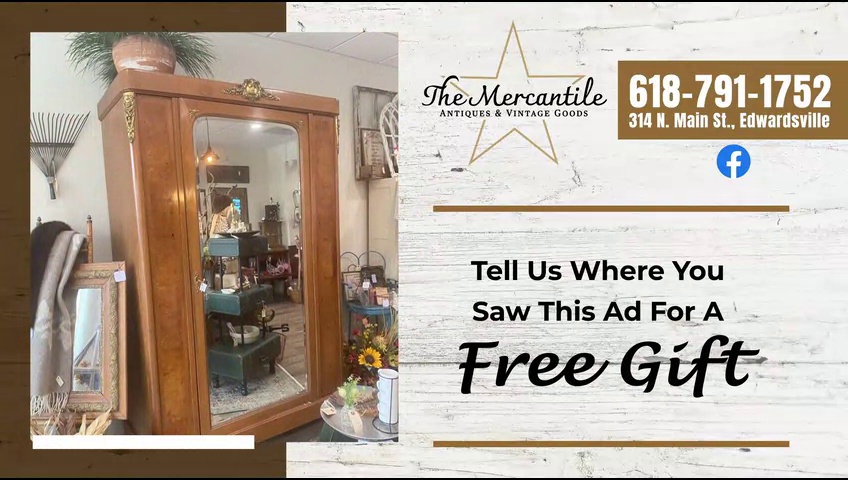 The Mercantile
Antiques & Vintage Goods
618-791-1752
314 N. Main St., Edwardsville
Tell Us Where You
Saw This Ad For A
Free Gift